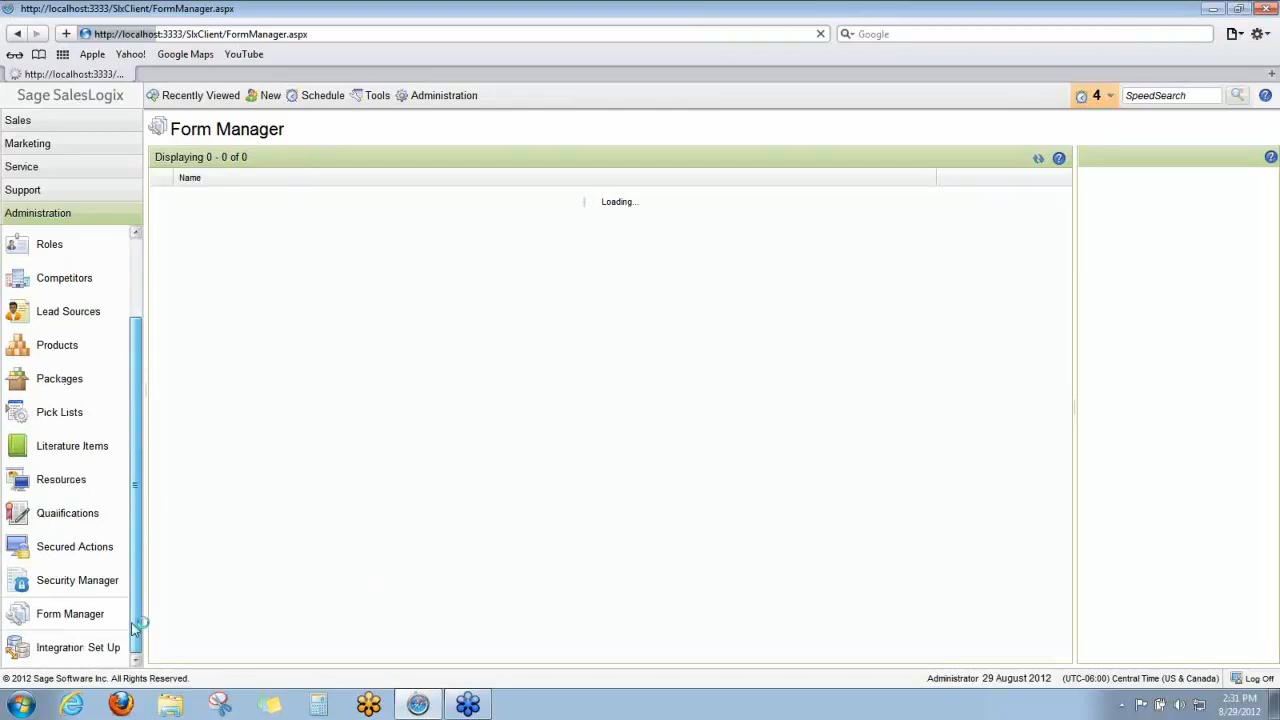 http://localhost:3333/SlxClient/FormManager.aspx
http://localhost:3333/SlxClient/FormManager.aspx
Google
Apple
Yahoo!
Google Maps
YouTube
http://localhost:3333/...
Sage SalesLogix
Recently Viewed
New
Schedule
Tools
Administration
4
SpeedSearch
Sales
Marketing
Service
Support
Administration
Roles
Competitors
Lead Sources
Products
Packages
Pick Lists
Literature Items
Resources
Qualifications
Secured Actions
Security Manager
Form Manager
Integration Set Up
Form Manager
Displaying 0 - 0 of 0
Name
Loading...
© 2012 Sage Software Inc. All Rights Reserved.
Administrator 29 August 2012 (UTC-06:00) Central Time (US & Canada)
Log Off
2:31 PM
8/29/2012